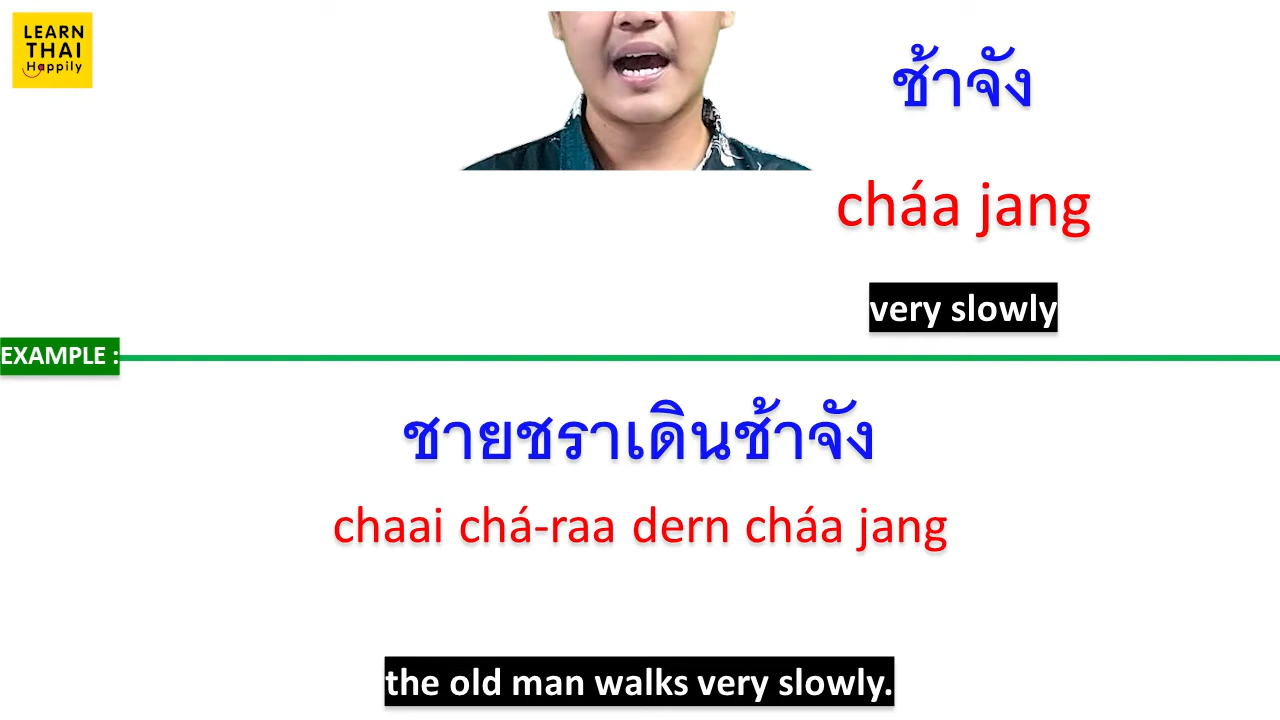 LEARN
THAI
Happily
ช้าจัง
cháa jang
very slowly
EXAMPLE :
ชายชราเดินช้าจัง
chaai chá-raa dern cháa jang
the old man walks very slowly.